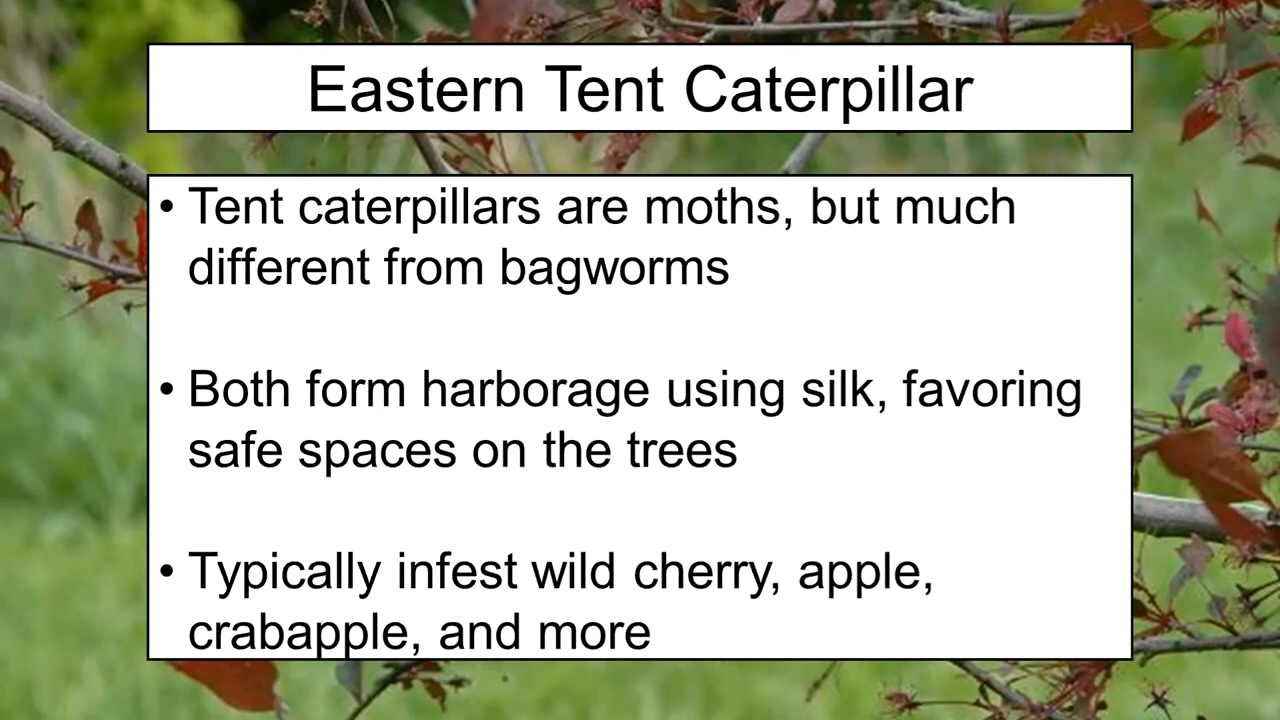 Eastern Tent Caterpillar
• Tent caterpillars are moths, but much
different from bagworms
• Both form harborage using silk, favoring
safe spaces on the trees
• Typically infest wild cherry, apple,
crabapple, and more